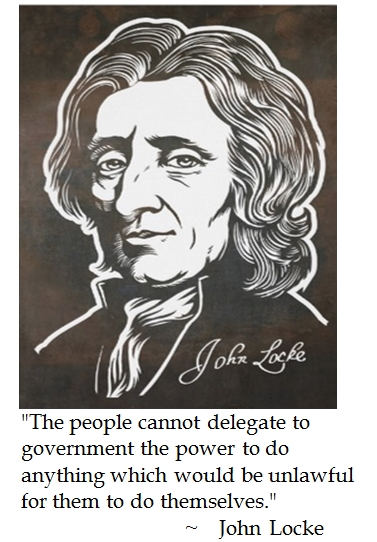 John Locke
"The people cannot delegate to
government the power to do
anything which would be unlawful
for them to do themselves."
~ John Locke